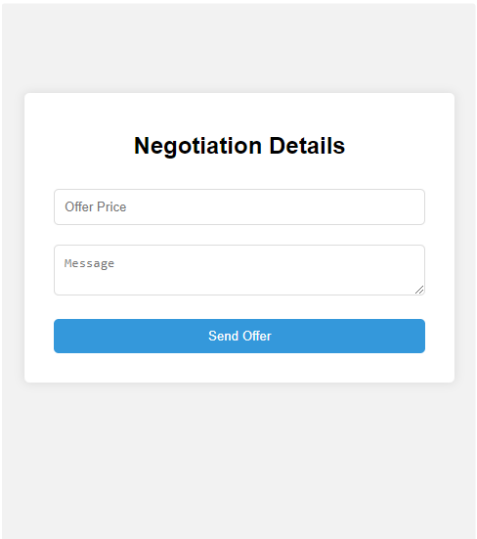 Negotiation Details
Offer Price
Message
Send Offer